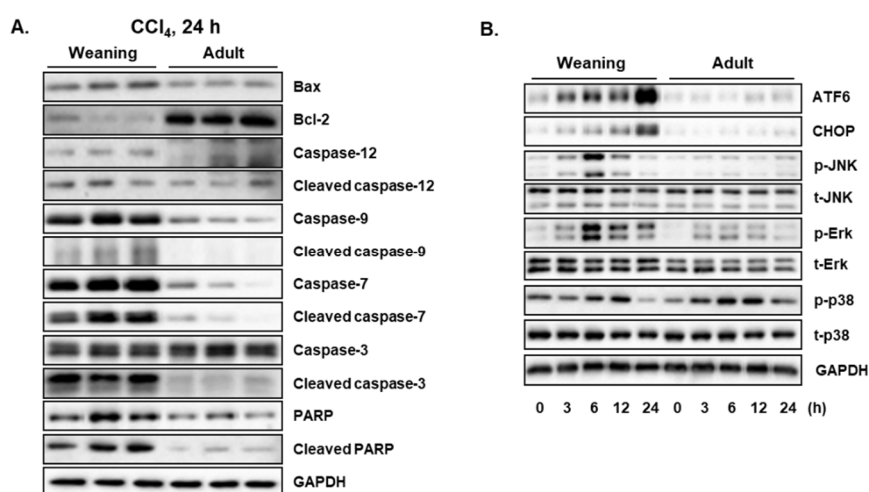 A.
CCl₄, 24 h
Weaning Adult
Bax
Bcl-2
Caspase-12
Cleaved caspase-12
Caspase-9
Cleaved caspase-9
Caspase-7
Cleaved caspase-7
Caspase-3
Cleaved caspase-3
PARP
Cleaved PARP
GAPDH
B.
Weaning Adult
ATF6
CHOP
p-JNK
t-JNK
p-Erk
t-Erk
p-p38
t-p38
GAPDH
0 3 6 12 24 0 3 6 12 24 (h)